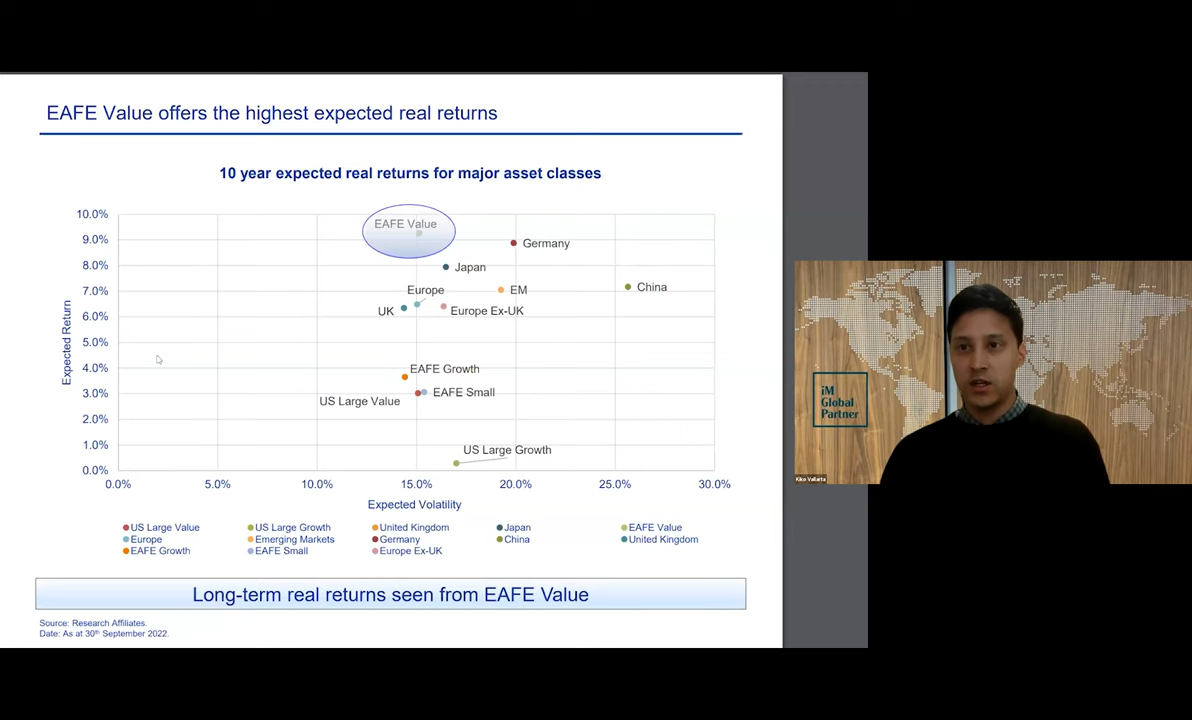 EAFE Value offers the highest expected real returns
10 year expected real returns for major asset classes
10.0%
9.0%
8.0%
7.0%
6.0%
5.0%
4.0%
3.0%
2.0%
1.0%
0.0%
Expected Return
EAFE Value
Germany
Japan
China
Europe
EM
UK
Europe Ex-UK
EAFE Growth
EAFE Small
US Large Value
US Large Growth
0.0% 5.0% 10.0% 15.0% 20.0% 25.0% 30.0%
Expected Volatility
US Large Value US Large Growth United Kingdom Japan EAFE Value
Europe Emerging Markets Germany China United Kingdom
EAFE Growth EAFE Small Europe Ex-UK
Long-term real returns seen from EAFE Value
Source: Research Affiliates.
Date: As at 30th September 2022.
iM
Global
Partner
Kiko Vallarta